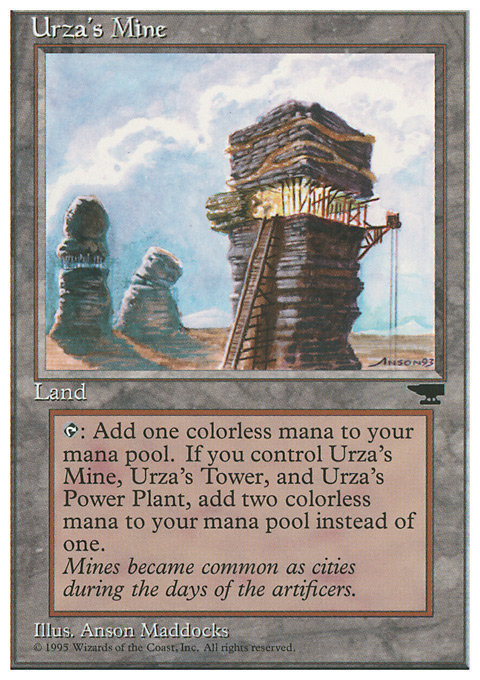 Urza's Mine
ANSON93
Land
: Add one colorless mana to your
mana pool. If you control Urza's
Mine, Urza's Tower, and Urza's
Power Plant, add two colorless
mana to your mana pool instead of
one.
Mines became common as cities
during the days of the artificers.
Illus. Anson Maddocks
© 1995 Wizards of the Coast, Inc. All rights reserved.